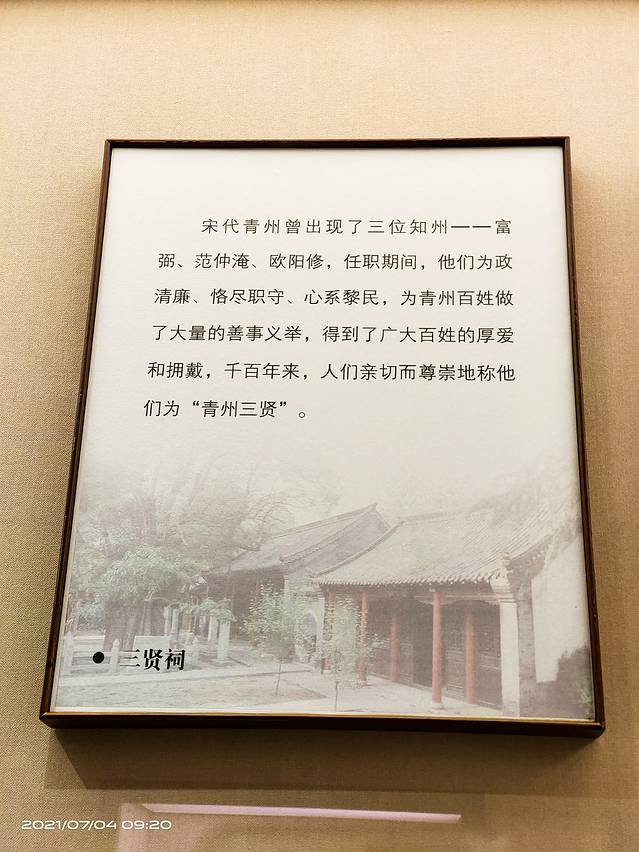 宋代青州曾出现了三位知州——富
弼、范仲淹、欧阳修，任职期间，他们为政
清廉、恪尽职守、心系黎民，为青州百姓做
了大量的善事义举，得到了广大百姓的厚爱
和拥戴，千百年来，人们亲切而尊崇地称他
们为“青州三贤”。
● 三贤祠
2021/07/04 09:20